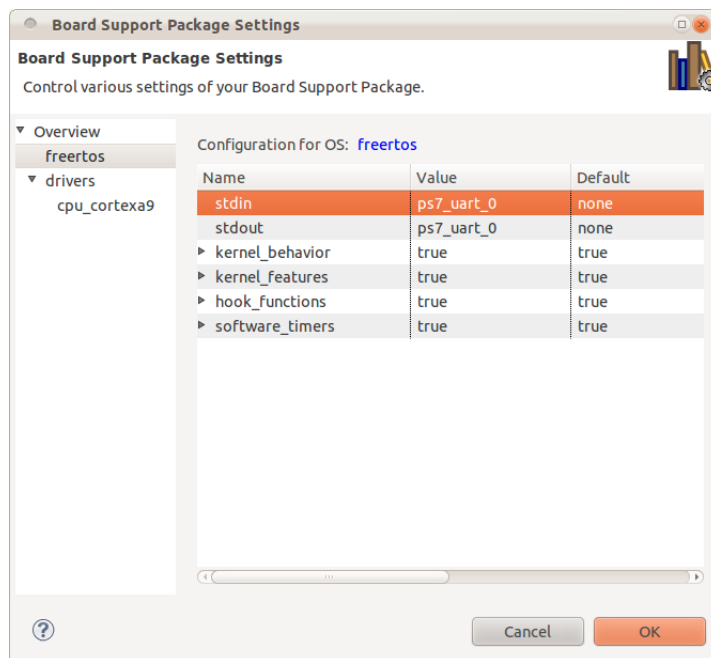 Board Support Package Settings
Board Support Package Settings
Control various settings of your Board Support Package.
Overview
freertos
drivers
cpu_cortexa9
Configuration for OS: freertos
Name Value Default
stdin ps7_uart_0 none
stdout ps7_uart_0 none
kernel_behavior true true
kernel_features true true
hook_functions true true
software_timers true true
?
Cancel OK